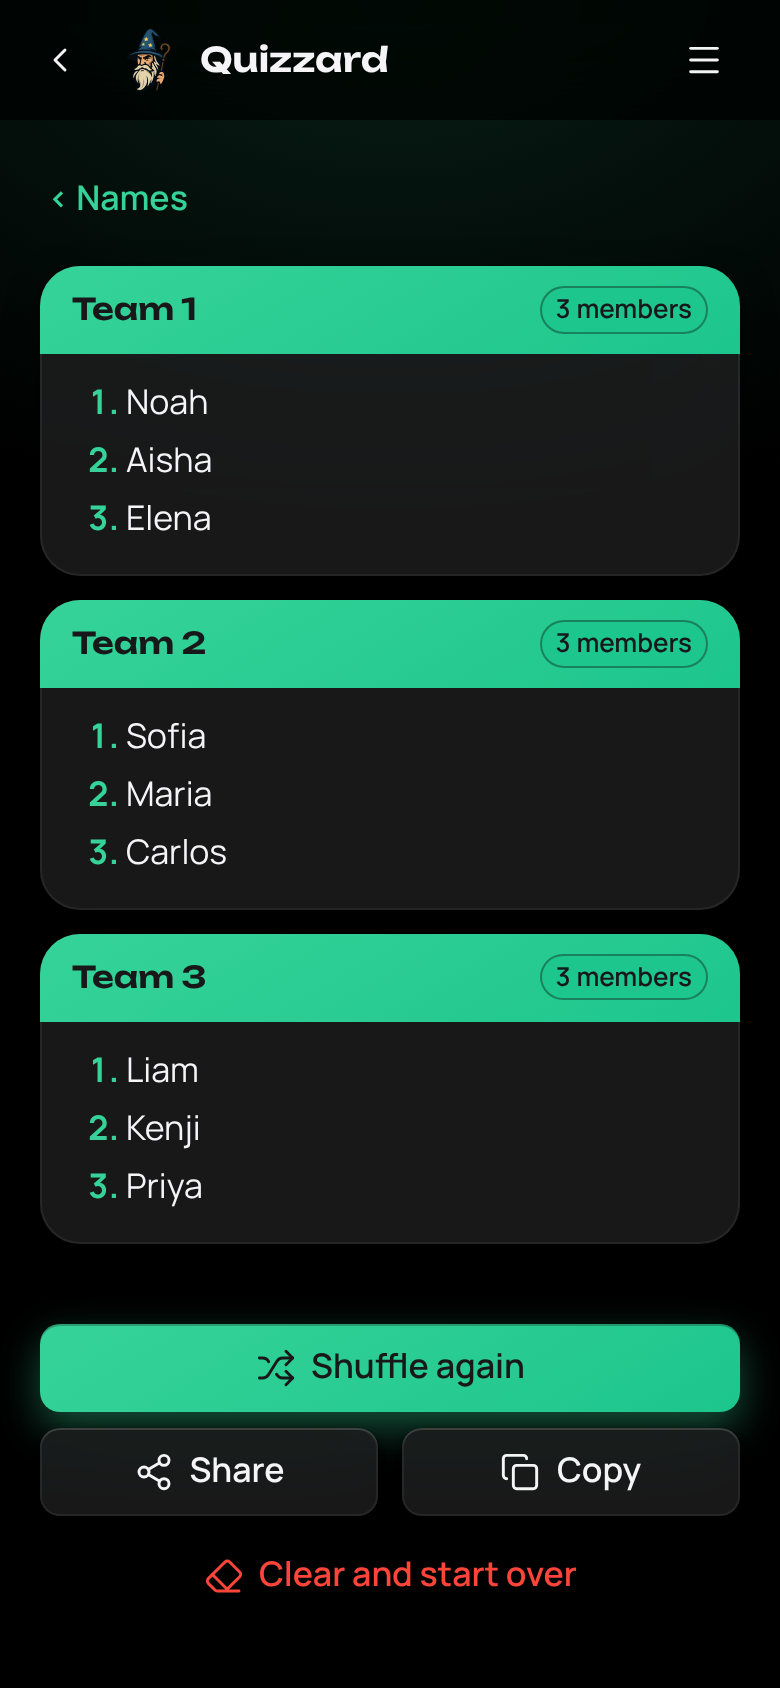 Quizzard
Names
Team 1
3 members
1. Noah
2. Aisha
3. Elena
Team 2
3 members
1. Sofia
2. Maria
3. Carlos
Team 3
3 members
1. Liam
2. Kenji
3. Priya
Shuffle again
Share
Copy
Clear and start over